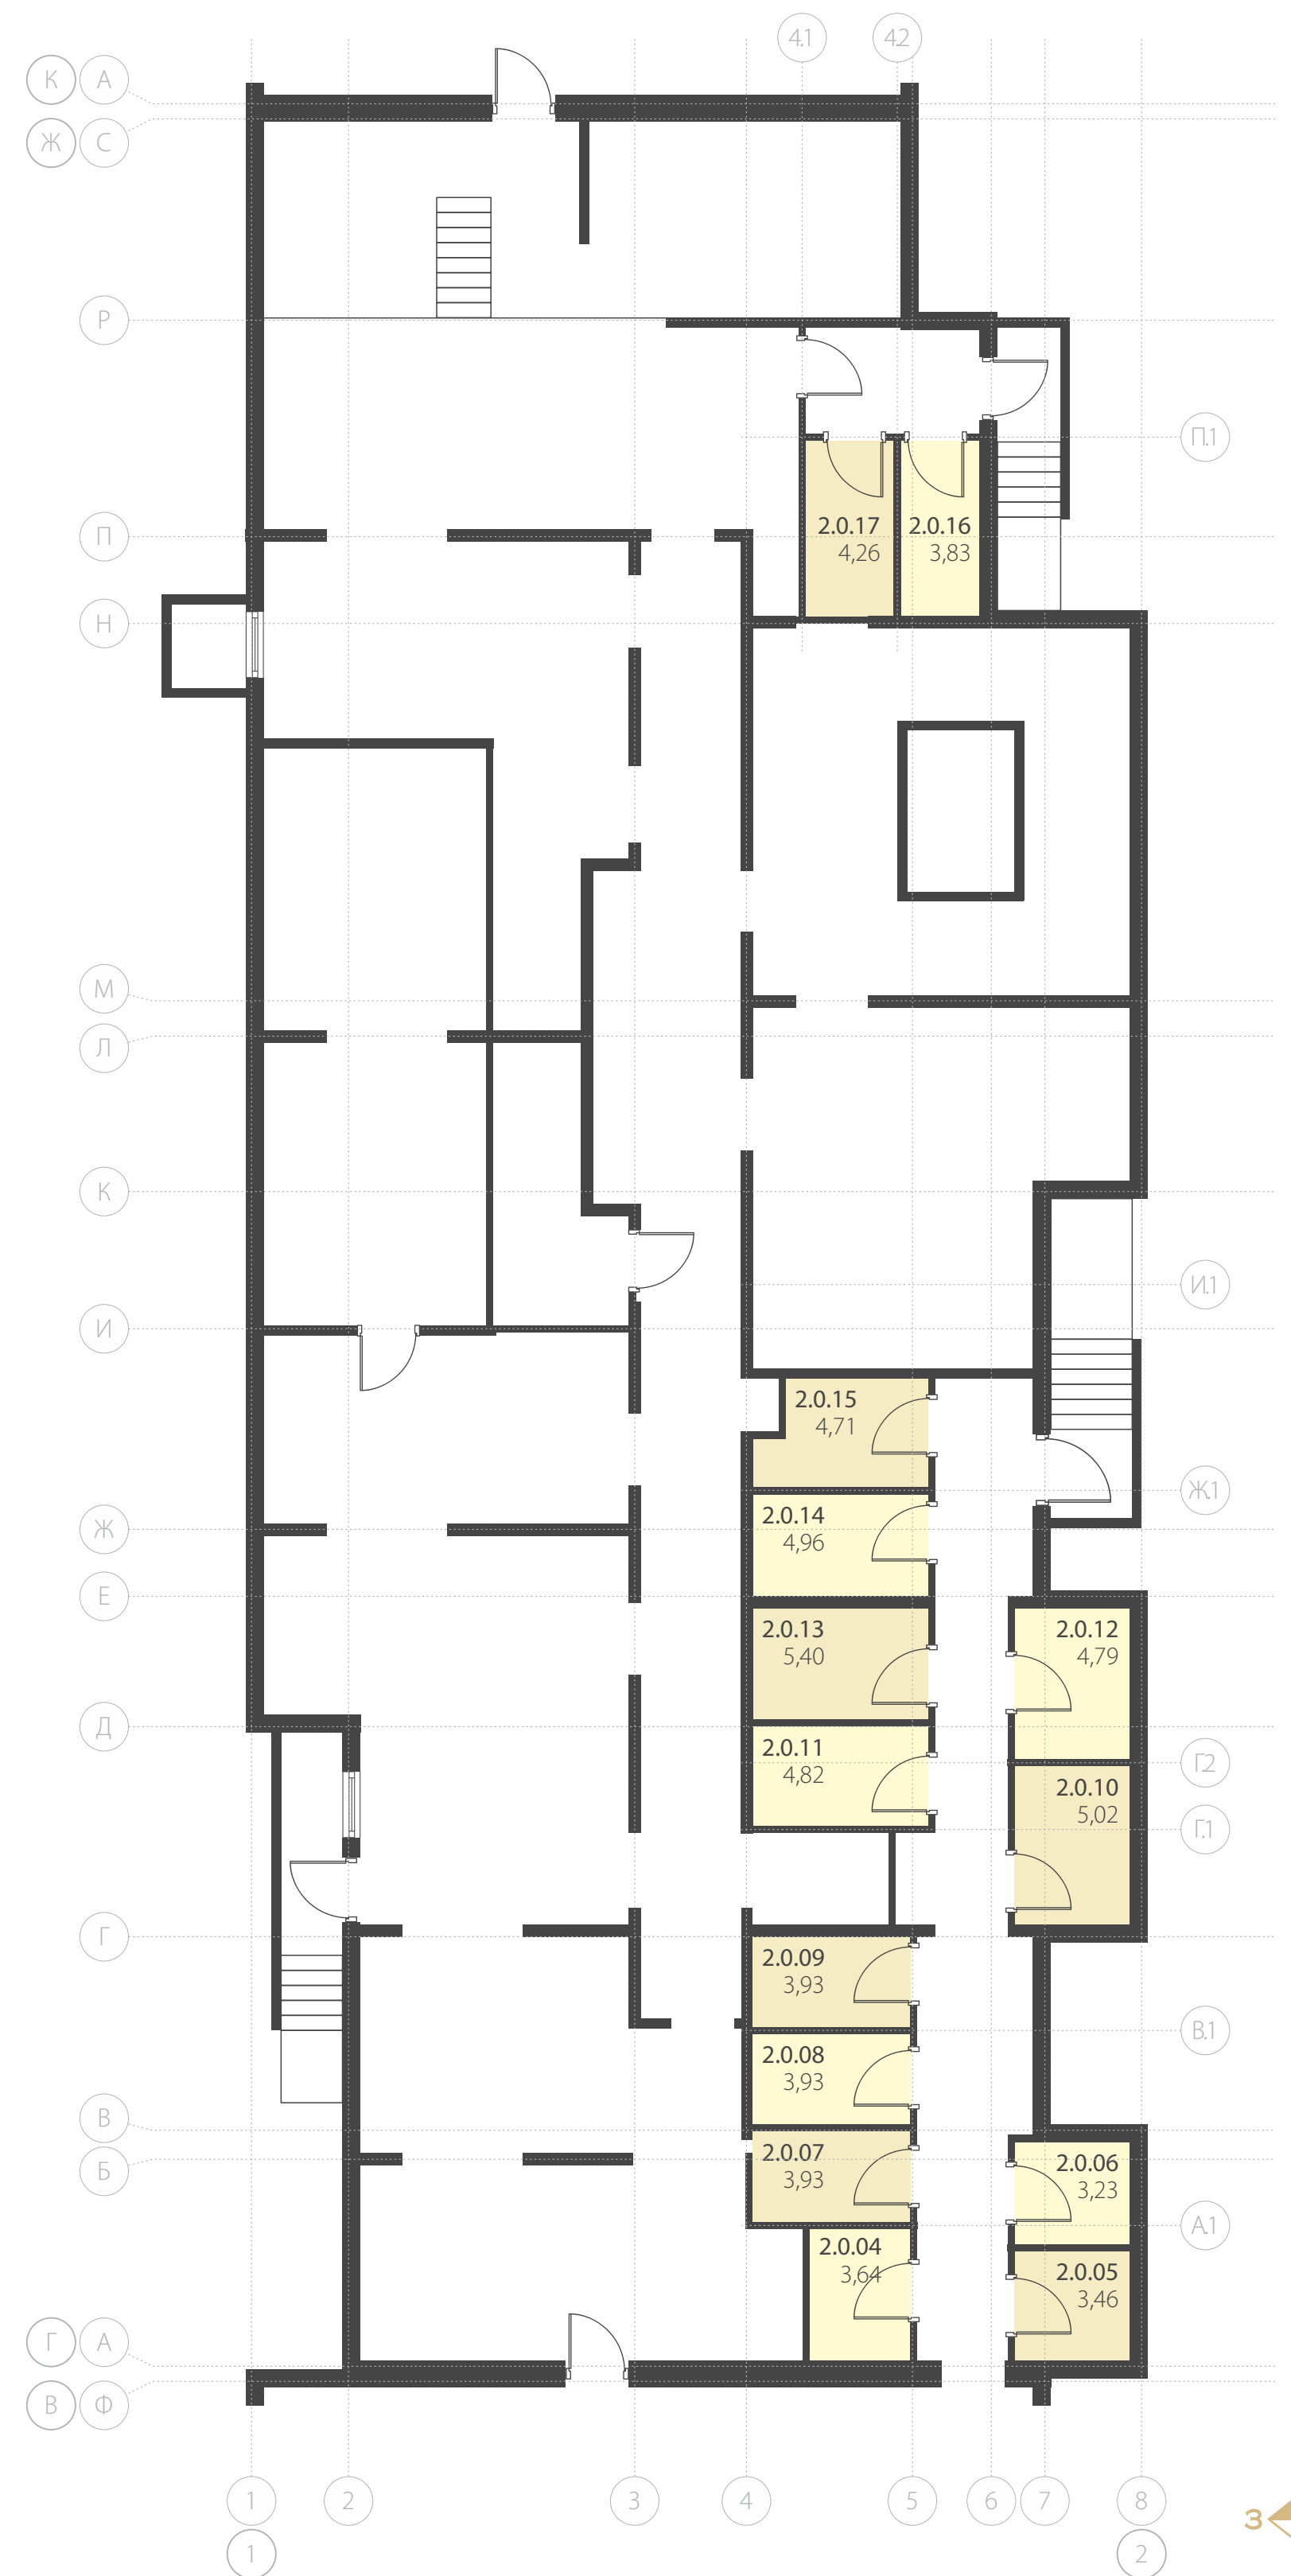 4.1 4.2
К А
Ж С
Р
П.1
П
2.0.17 2.0.16
4,26 3,83
Н
М
Л
К
И.1
И
2.0.15
4,71
Ж.1
2.0.14
4,96
Ж
Е
2.0.13 2.0.12
5,40 4,79
Д
2.0.11 Г.2
4,82
2.0.10
5,02 Г.1
Г
2.0.09
3,93
В.1
2.0.08
3,93
В
2.0.07
3,93
Б
2.0.06
3,23
А.1
2.0.04
3,64
2.0.05
3,46
Г А
В Ф
1 2 3 4 5 6 7 8
З
1 2